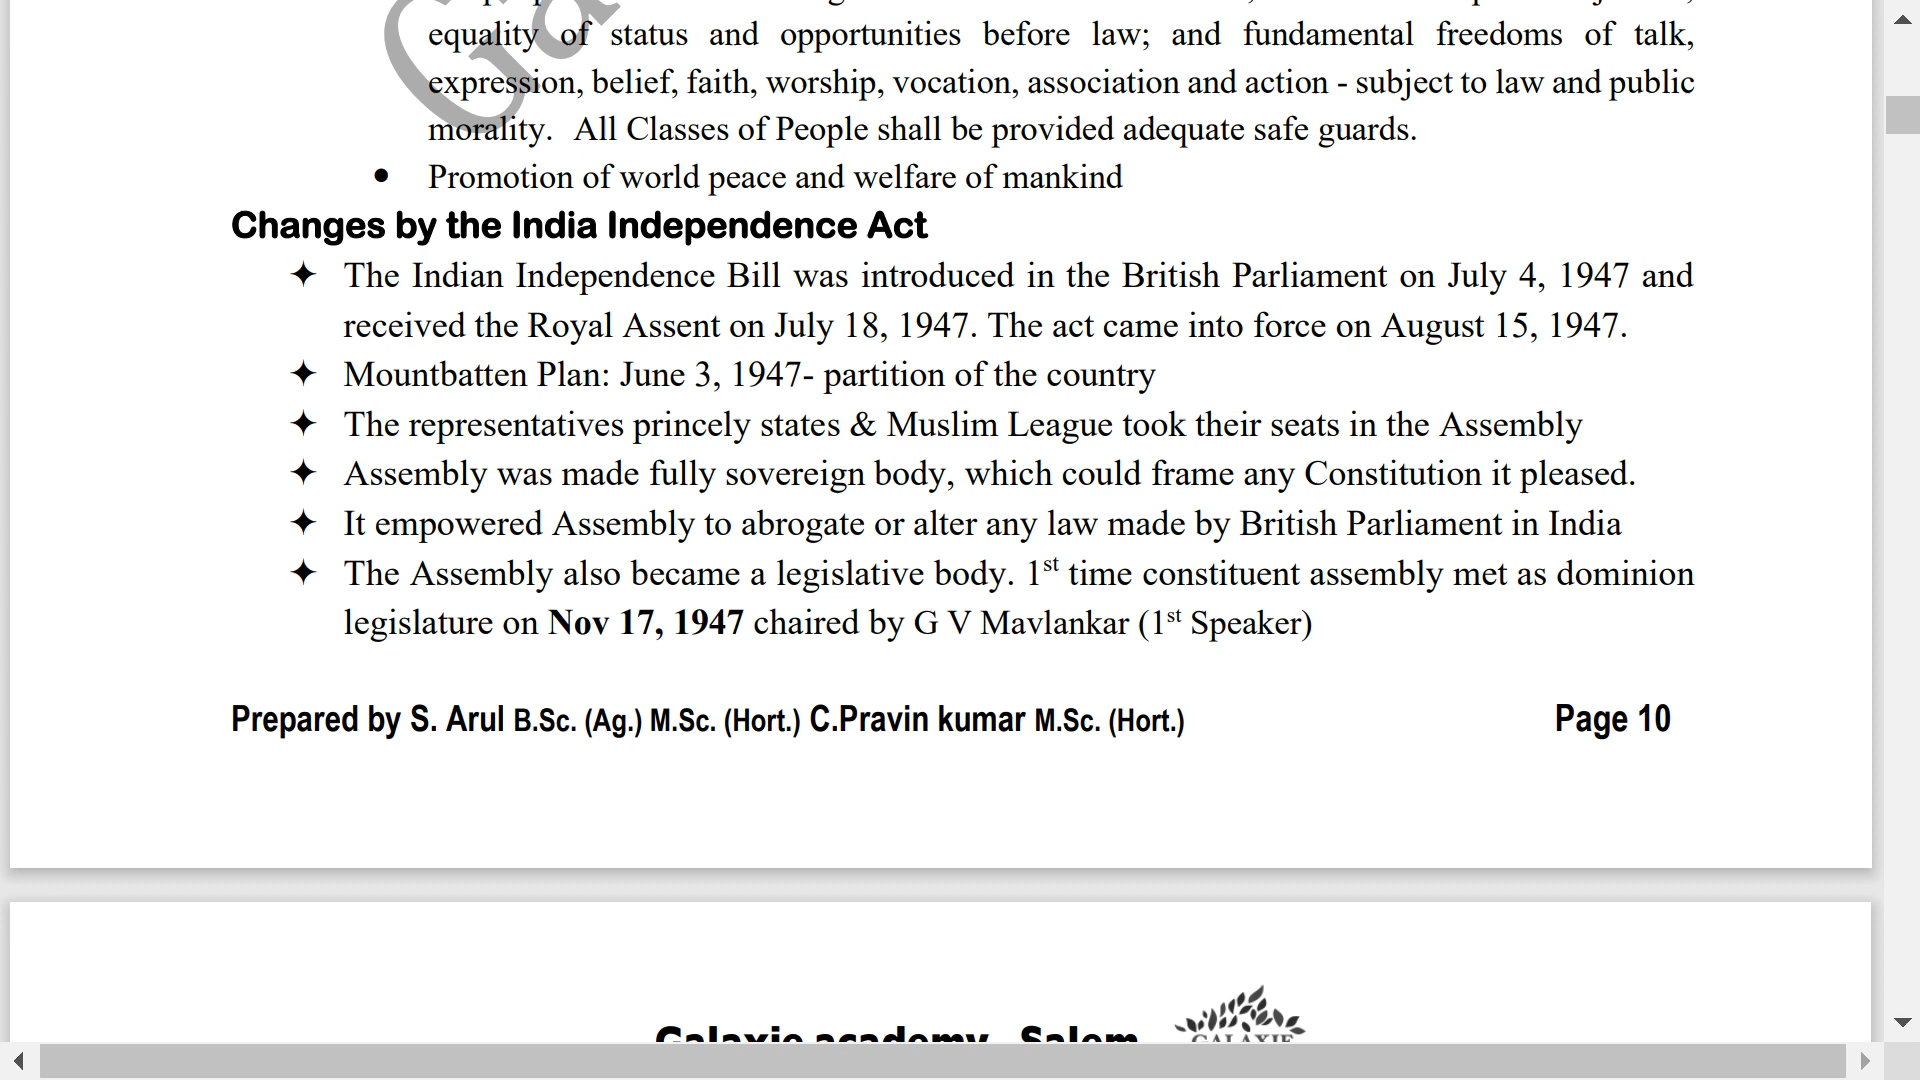 equality of status and opportunities before law; and fundamental freedoms of talk,
expression, belief, faith, worship, vocation, association and action - subject to law and public
morality. All Classes of People shall be provided adequate safe guards.
• Promotion of world peace and welfare of mankind
Changes by the India Independence Act
✦ The Indian Independence Bill was introduced in the British Parliament on July 4, 1947 and
received the Royal Assent on July 18, 1947. The act came into force on August 15, 1947.
✦ Mountbatten Plan: June 3, 1947- partition of the country
✦ The representatives princely states & Muslim League took their seats in the Assembly
✦ Assembly was made fully sovereign body, which could frame any Constitution it pleased.
✦ It empowered Assembly to abrogate or alter any law made by British Parliament in India
✦ The Assembly also became a legislative body. 1st time constituent assembly met as dominion
legislature on Nov 17, 1947 chaired by G V Mavlankar (1st Speaker)
Prepared by S. Arul B.Sc. (Ag.) M.Sc. (Hort.) C.Pravin kumar M.Sc. (Hort.) Page 10
Galaxie academy Salem
GALAXIE